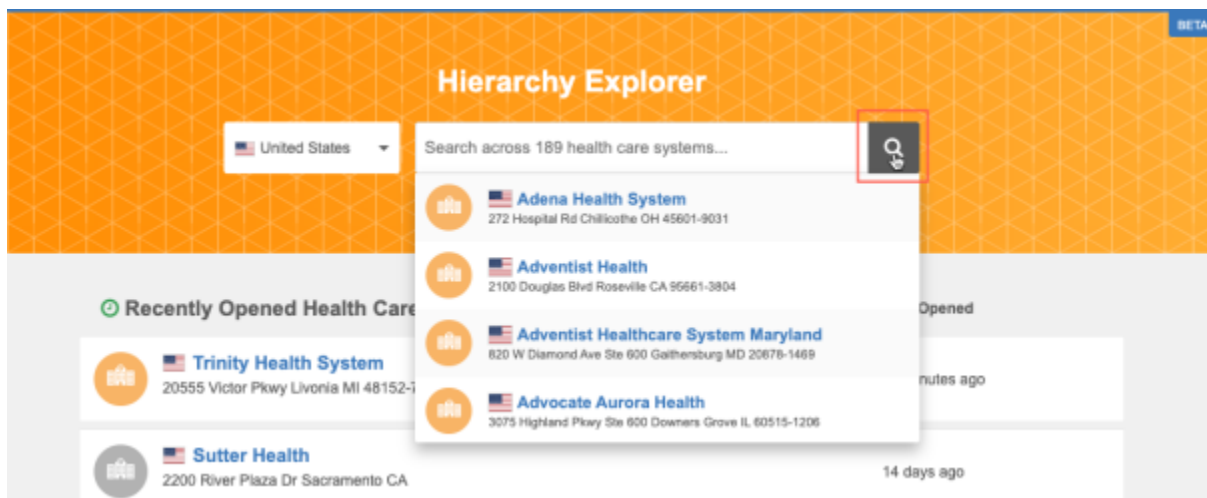 BETA
Hierarchy Explorer
United States
Search across 189 health care systems...
Adena Health System
272 Hospital Rd Chillicothe OH 45601-9031
Adventist Health
2100 Douglas Blvd Roseville CA 95661-3804
Adventist Healthcare System Maryland
820 W Diamond Ave Ste 600 Gaithersburg MD 20878-1469
Advocate Aurora Health
3075 Highland Pkwy Ste 600 Downers Grove IL 60515-1206
Recently Opened Health Care
Opened
Trinity Health System
20555 Victor Pkwy Livonia MI 48152-7
nutes ago
Sutter Health
2200 River Plaza Dr Sacramento CA
14 days ago